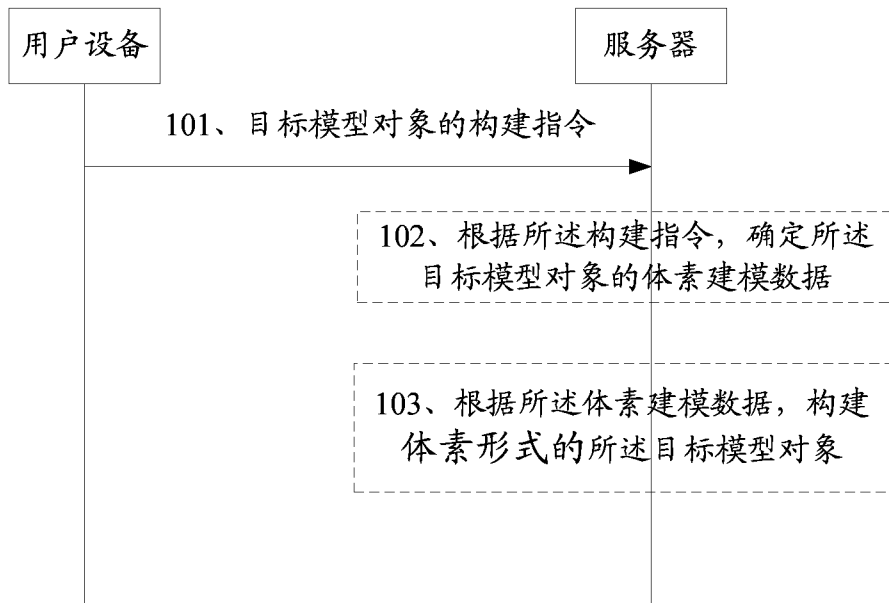 用户设备
服务器
101、目标模型对象的构建指令
102、根据所述构建指令，确定所述
目标模型对象的体素建模数据
103、根据所述体素建模数据，构建
体素形式的所述目标模型对象